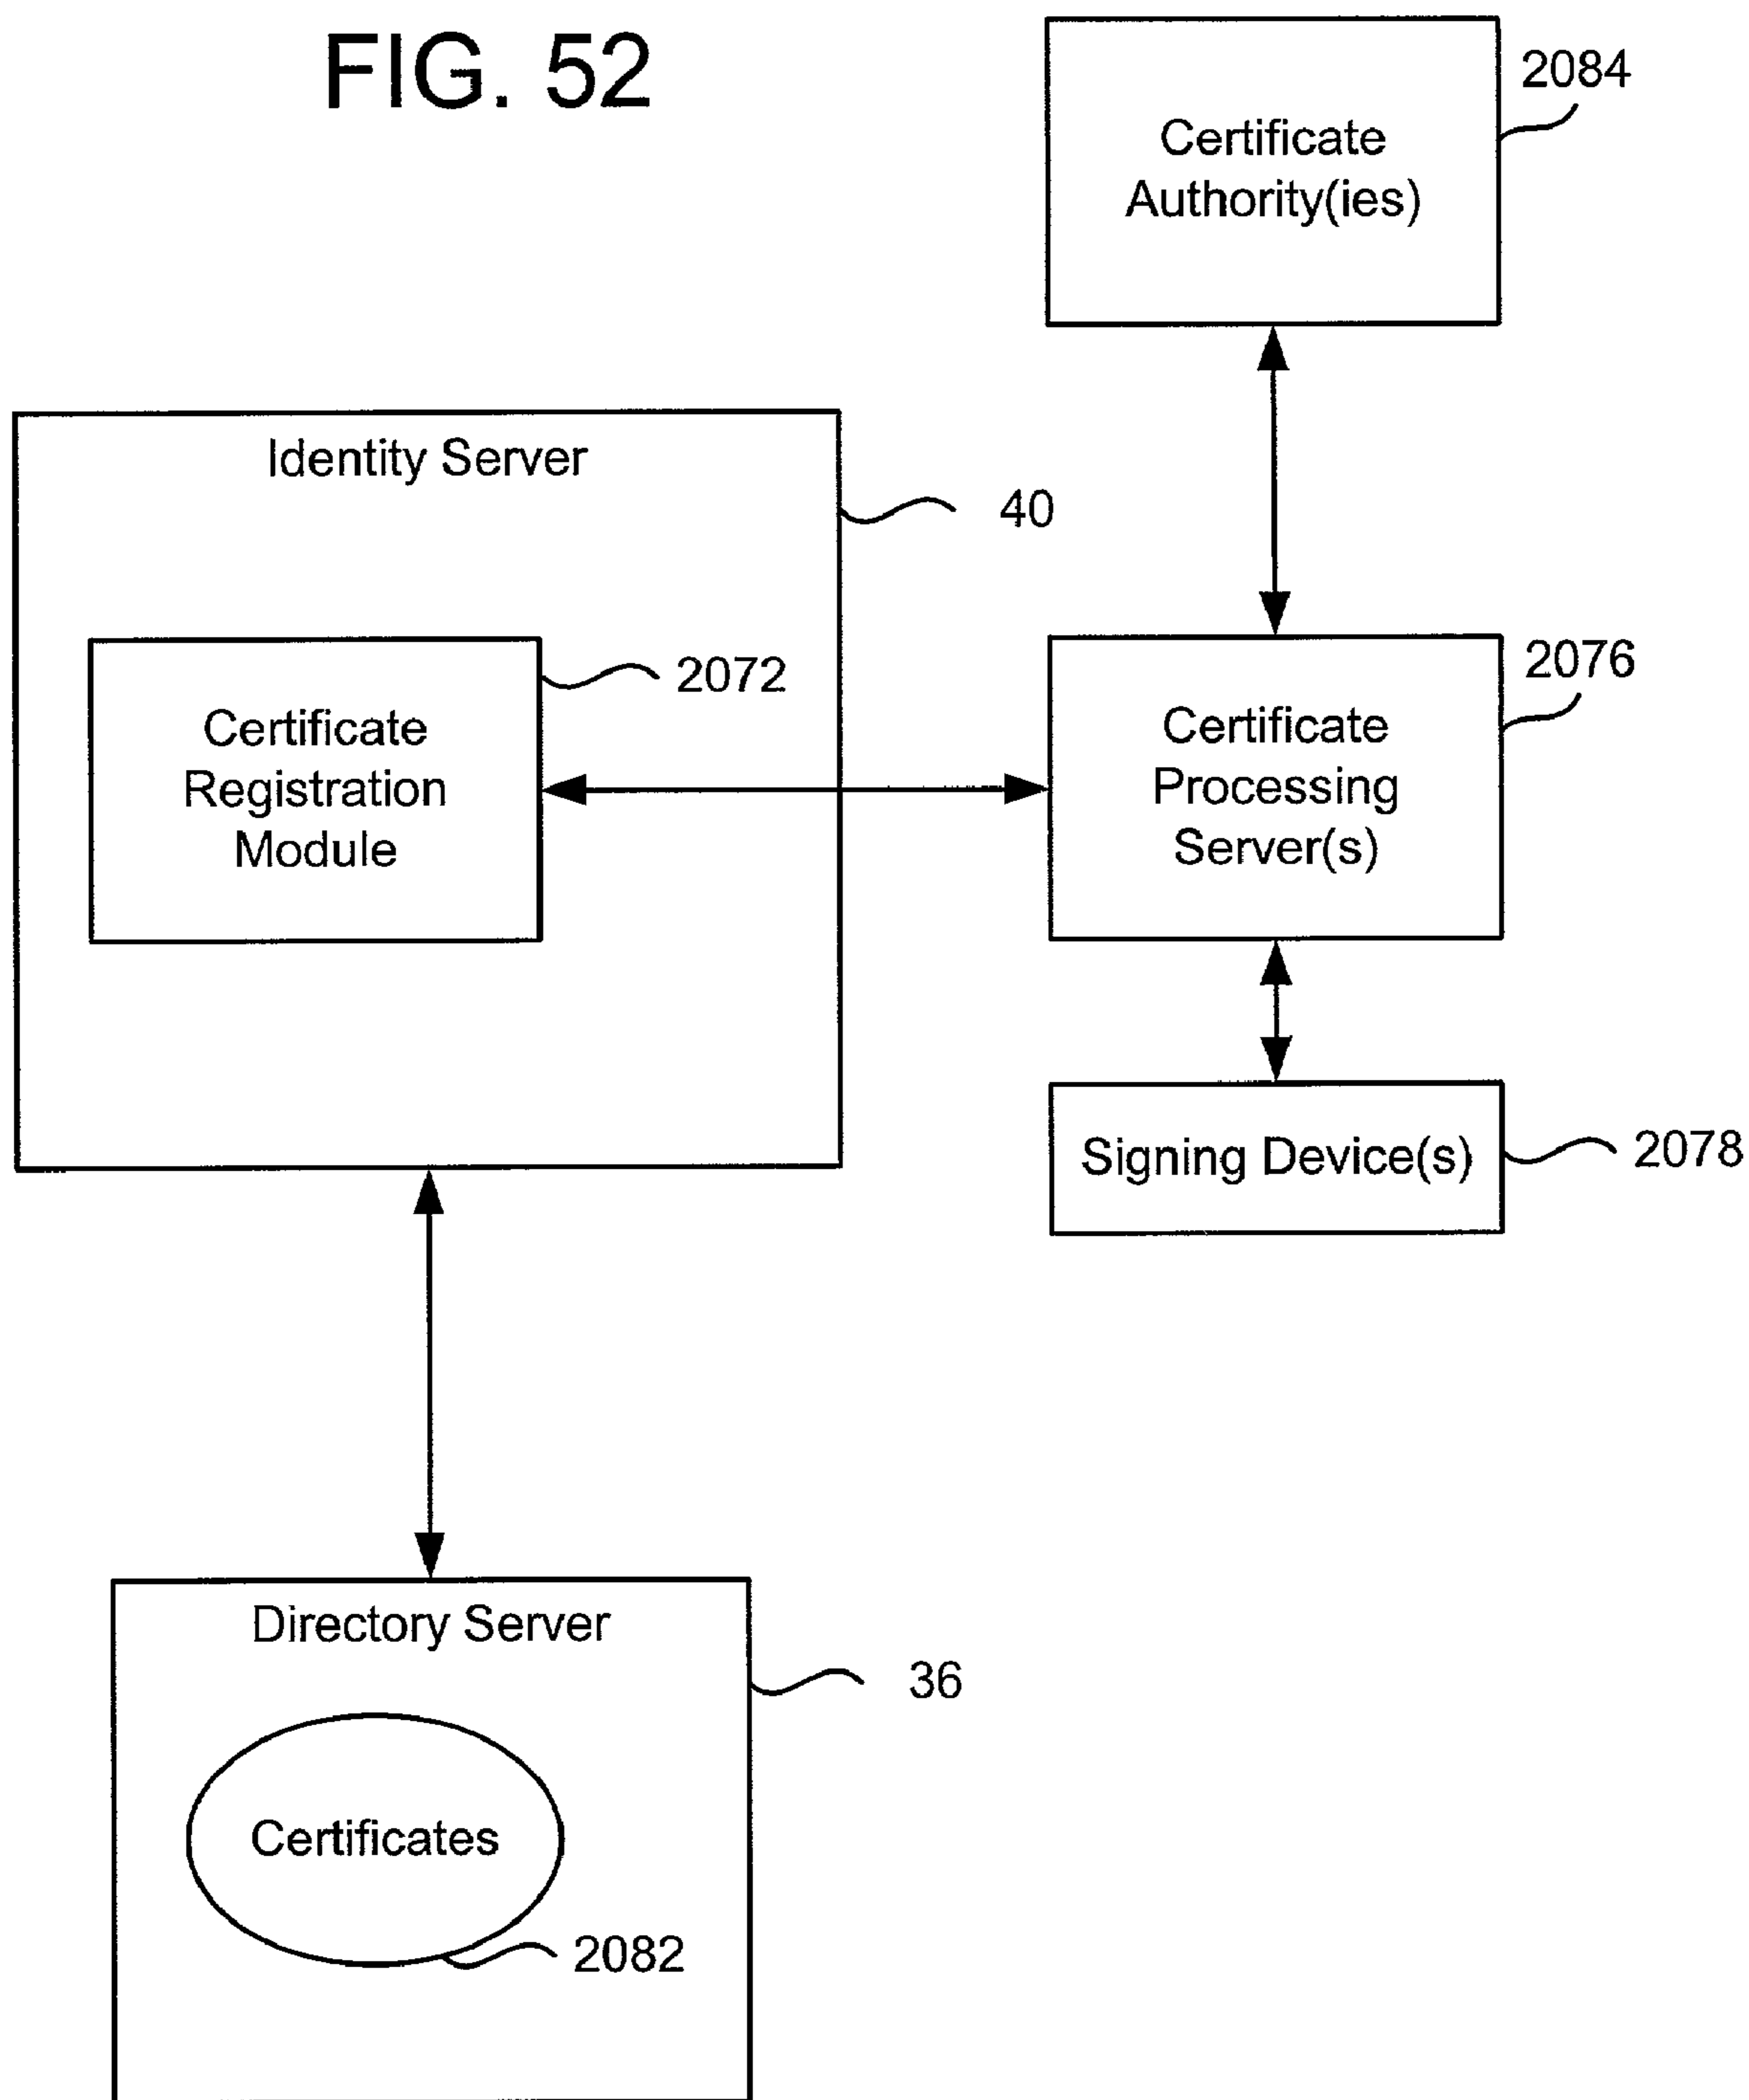 FIG. 52
2084
Certificate
Authority(ies)
Identity Server
40
2072
Certificate
Registration
Module
2076
Certificate
Processing
Server(s)
Signing Device(s)
2078
Directory Server
36
Certificates
2082